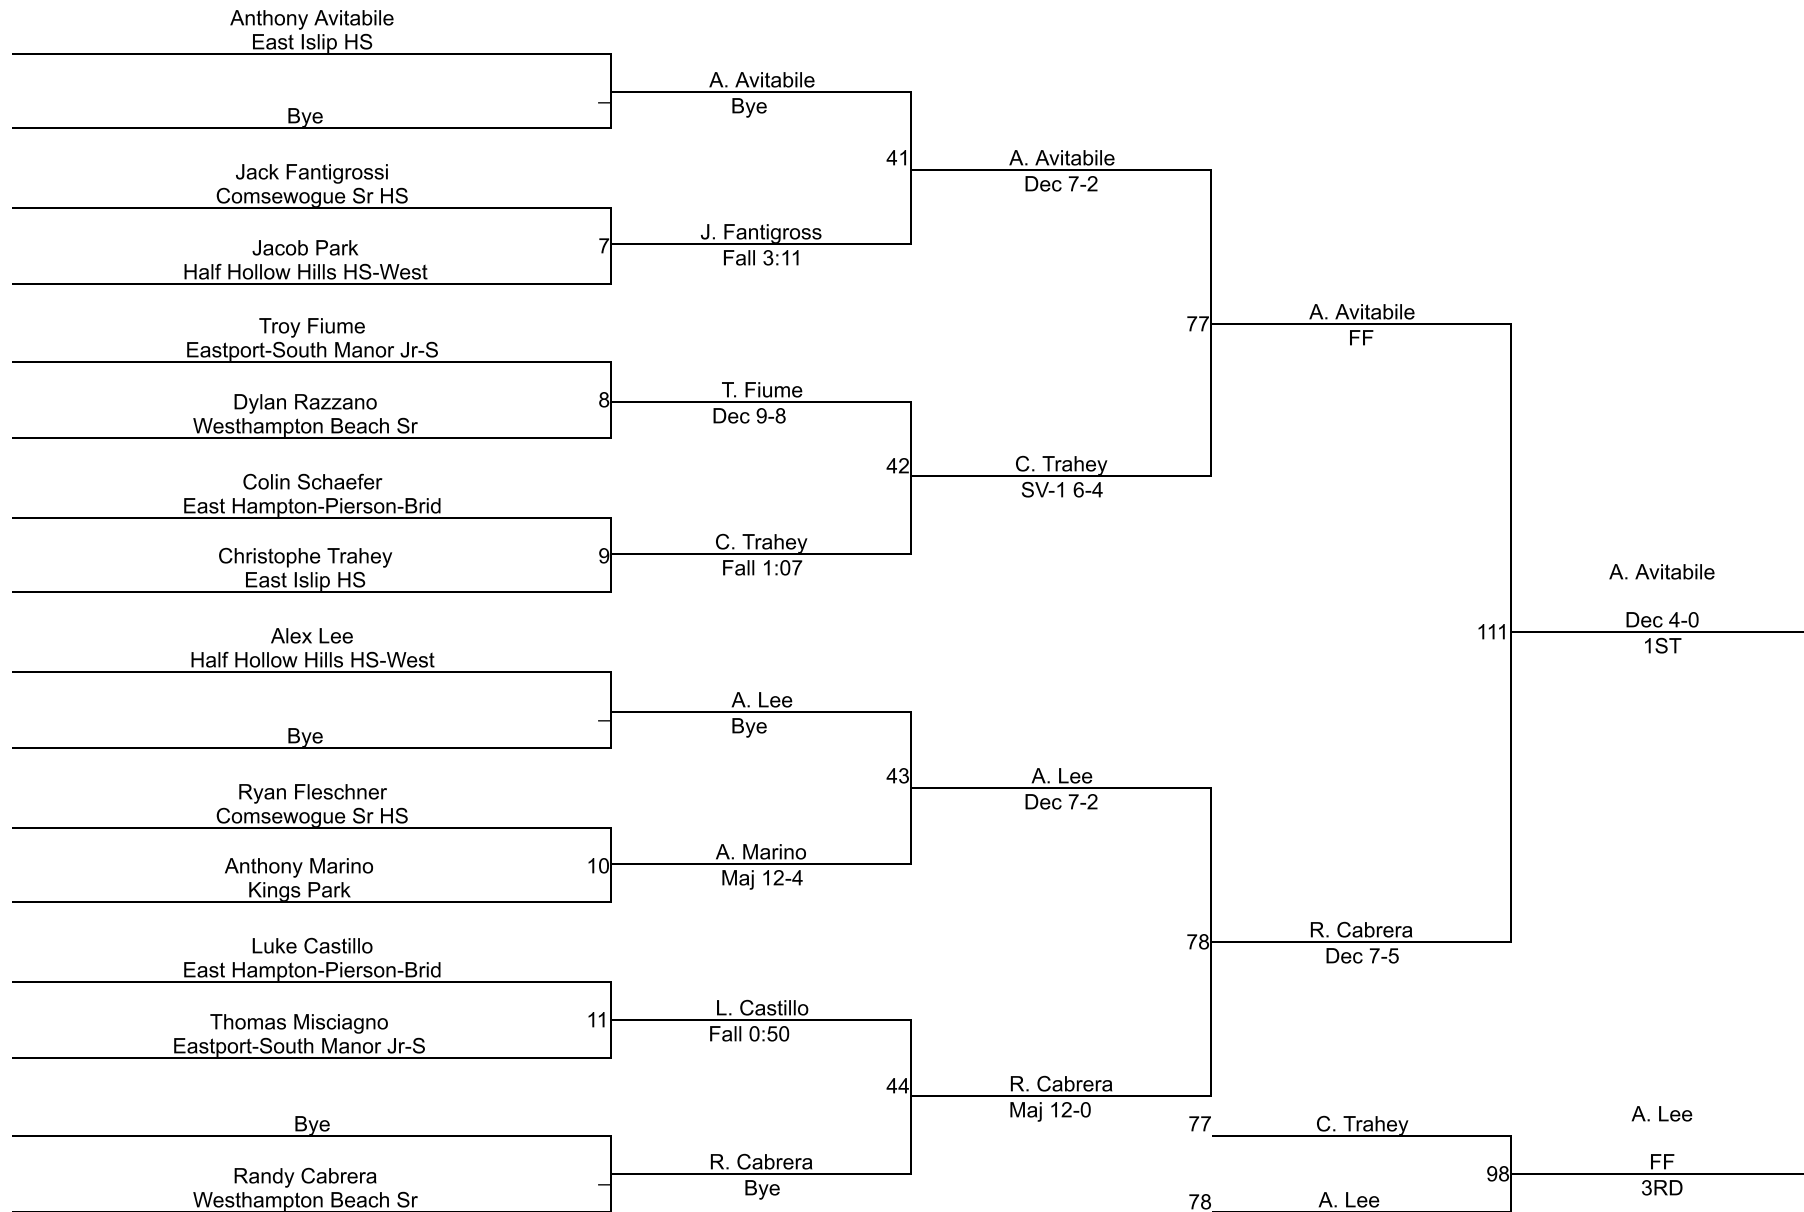 Anthony Avitabile
East Islip HS
Bye
Jack Fantigrossi
Comsewogue Sr HS
Jacob Park
Half Hollow Hills HS-West
7
Troy Fiume
Eastport-South Manor Jr-S
Dylan Razzano
Westhampton Beach Sr
8
Colin Schaefer
East Hampton-Pierson-Brid
Christophe Trahey
East Islip HS
9
Alex Lee
Half Hollow Hills HS-West
Bye
Ryan Fleschner
Comsewogue Sr HS
Anthony Marino
Kings Park
10
Luke Castillo
East Hampton-Pierson-Brid
Thomas Misciagno
Eastport-South Manor Jr-S
11
Bye
Randy Cabrera
Westhampton Beach Sr
A. Avitabile
Bye
41
J. Fantigross
Fall 3:11
T. Fiume
Dec 9-8
42
C. Trahey
Fall 1:07
A. Lee
Bye
43
A. Marino
Maj 12-4
L. Castillo
Fall 0:50
44
R. Cabrera
Bye
A. Avitabile
Dec 7-2
77
C. Trahey
SV-1 6-4
A. Lee
Dec 7-2
78
R. Cabrera
Maj 12-0
A. Avitabile
FF
111
R. Cabrera
Dec 7-5
A. Avitabile
Dec 4-0
1ST
77
C. Trahey
98
78
A. Lee
A. Lee
FF
3RD